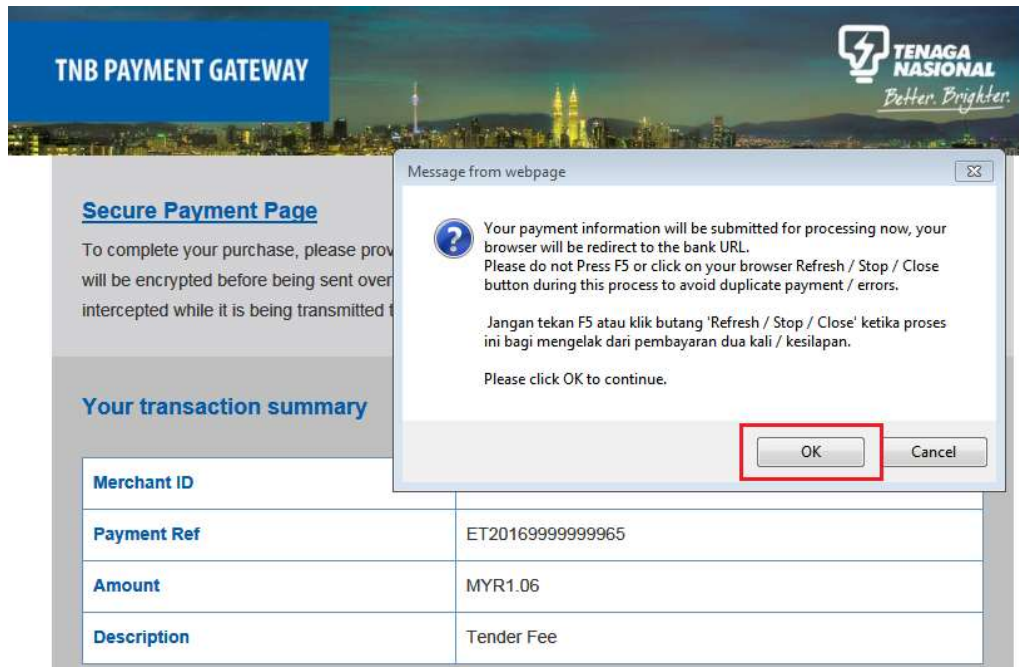 TNB PAYMENT GATEWAY
TENAGA
NASIONAL
Better. Brighter.
Message from webpage
Secure Payment Page
To complete your purchase, please prov
will be encrypted before being sent over
intercepted while it is being transmitted t
Your payment information will be submitted for processing now, your
browser will be redirect to the bank URL.
Please do not Press F5 or click on your browser Refresh / Stop / Close
button during this process to avoid duplicate payment / errors.
Jangan tekan F5 atau klik butang 'Refresh / Stop / Close' ketika proses
ini bagi mengelak dari pembayaran dua kali / kesilapan.
Please click OK to continue.
OK
Cancel
Your transaction summary
Merchant ID
Payment Ref
ET20169999999965
Amount
MYR1.06
Description
Tender Fee